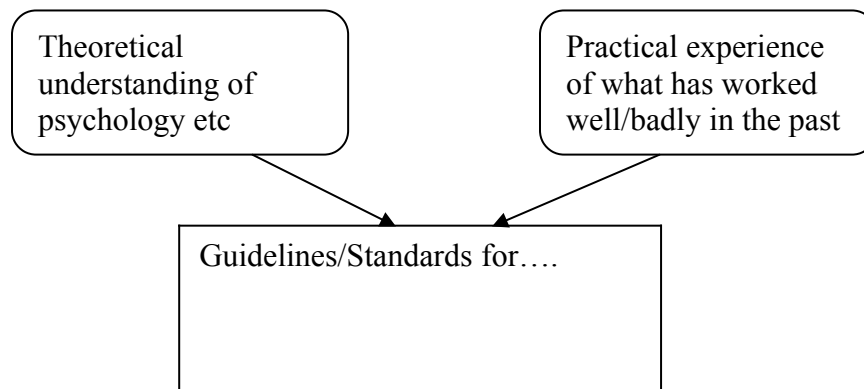 Theoretical
understanding of
psychology etc
Practical experience
of what has worked
well/badly in the past
Guidelines/Standards for….